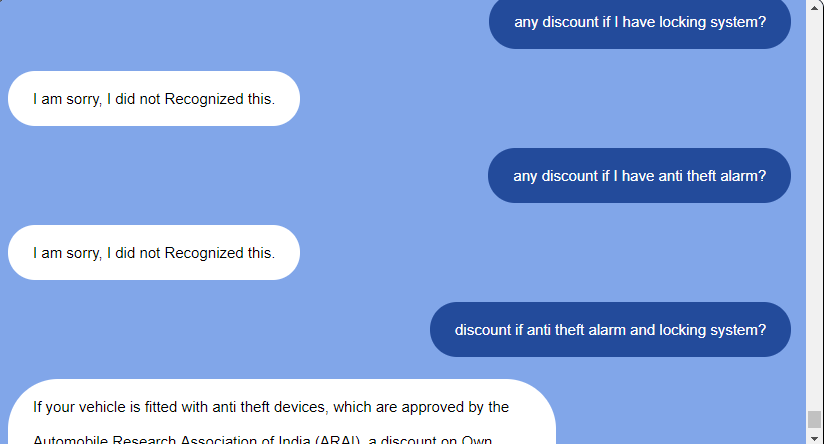 any discount if I have locking system?
I am sorry, I did not Recognized this.
any discount if I have anti theft alarm?
I am sorry, I did not Recognized this.
discount if anti theft alarm and locking system?
If your vehicle is fitted with anti theft devices, which are approved by the
Automobile Research Association of India (ARAI), a discount on Own